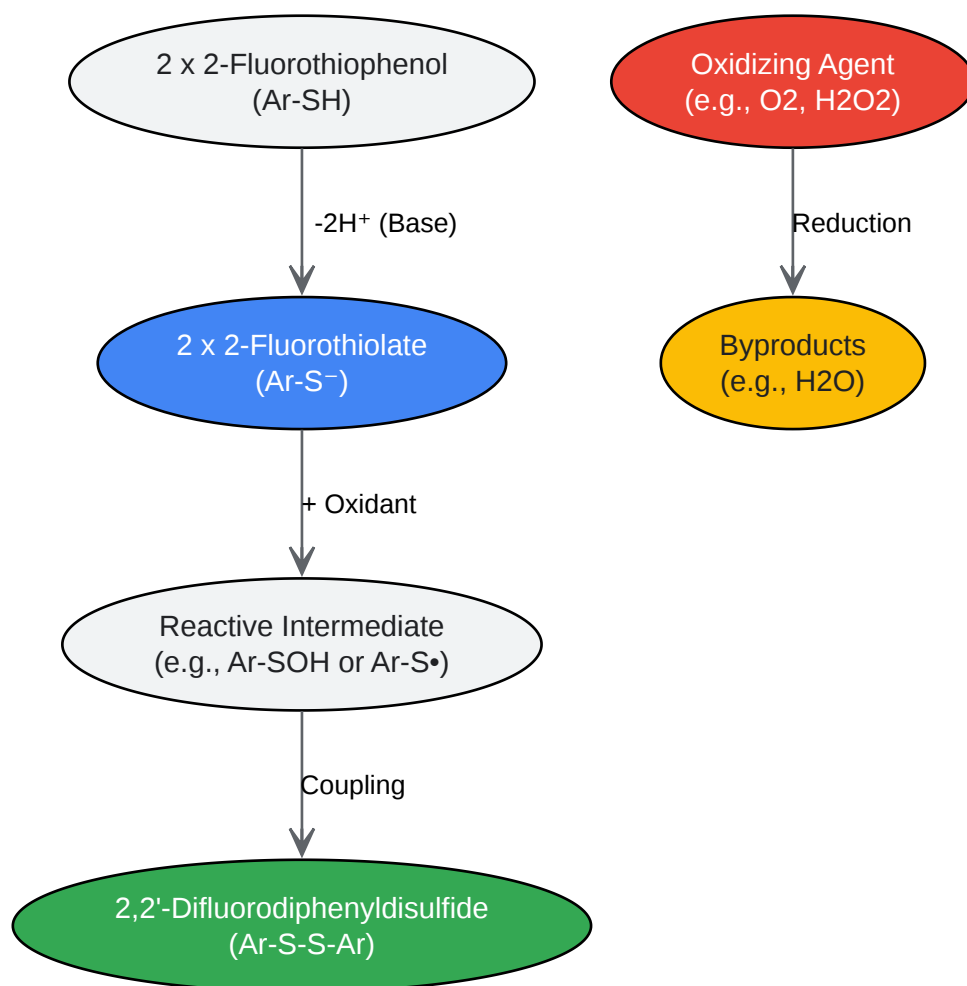 2 x 2-Fluorothiophenol
(Ar-SH)
Oxidizing Agent
(e.g., O2, H2O2)
-2H⁺ (Base)
Reduction
2 x 2-Fluorothiolate
(Ar-S⁻)
Byproducts
(e.g., H2O)
+ Oxidant
Reactive Intermediate
(e.g., Ar-SOH or Ar-S•)
Coupling
2,2'-Difluorodiphenyldisulfide
(Ar-S-S-Ar)